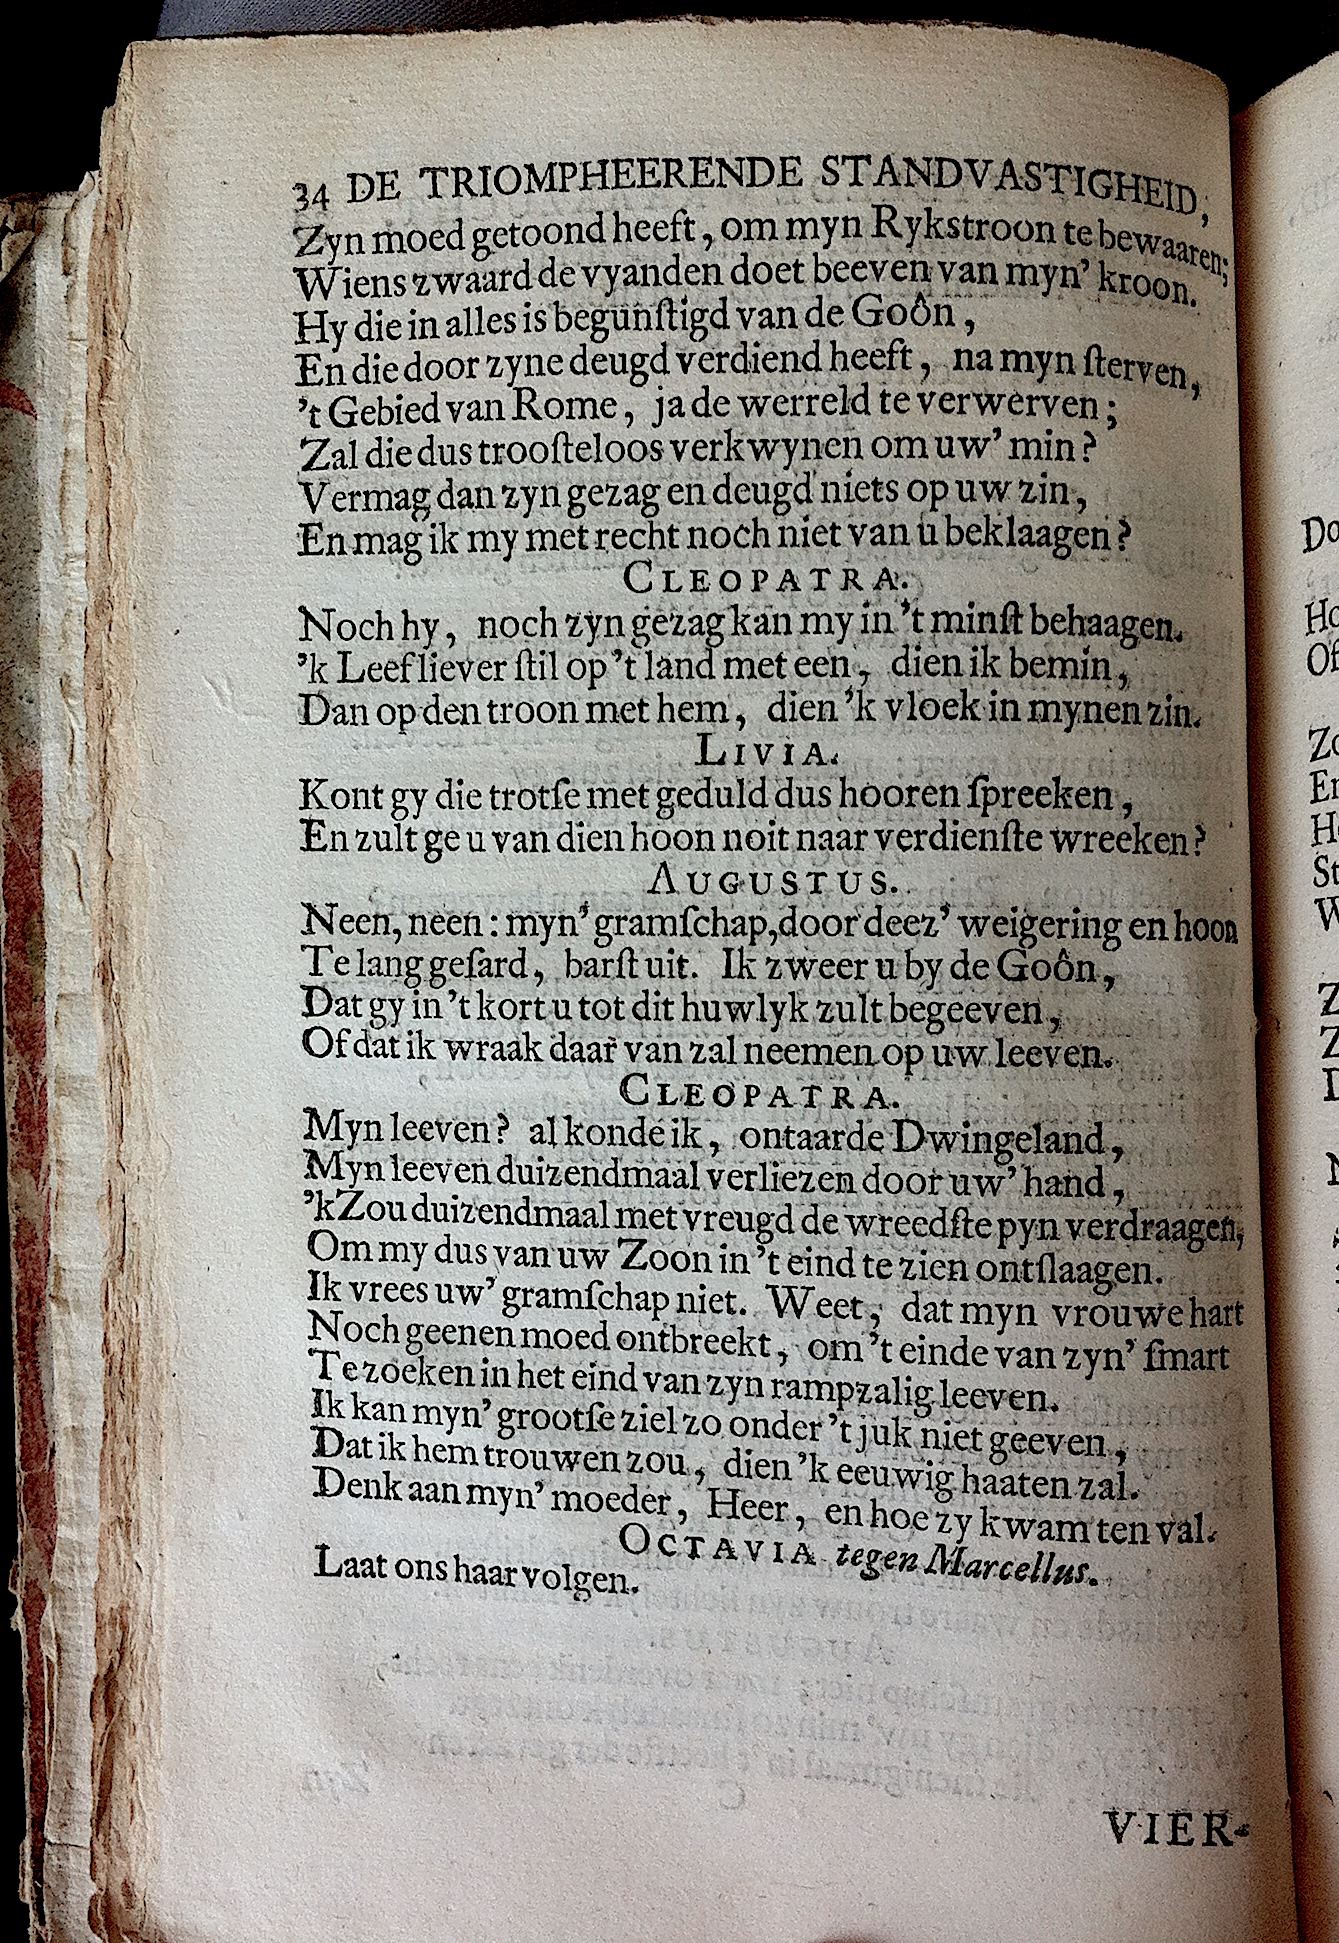 34 DE TRIOMPHEERENDE STANDVASTIGHEID,
Zyn moed getoond heeft, om myn Rykstroon te bewaaren;
Wiens zwaard de vyanden doet beeven van myn' kroon.
Hy die in alles is begunſtigd van de Goôn,
En die door zyne deugd verdiend heeft, na myn ſterven,
't Gebied van Rome, ja de werreld te verwerven;
Zal die dus trooſteloos verkwynen om uw' min?
Vermag dan zyn gezag en deugd niets op uw zin,
En mag ik my met recht noch niet van u beklaagen?
CLEOPATRA.
Noch hy, noch zyn gezag kan my in 't minſt behaagen.
'k Leef liever ſtil op 't land met een, dien ik bemin,
Dan op den troon met hem, dien 'k vloek in mynen zin.
LIVIA.
Kont gy die trotſe met geduld dus hooren ſpreeken,
En zult ge u van dien hoon noit naar verdienſte wreeken?
AUGUSTUS.
Neen, neen: myn' gramſchap, door deez' weigering en hoon
Te lang geſard, barſt uit. Ik zweer u by de Goôn,
Dat gy in 't kort u tot dit huwlyk zult begeeven,
Of dat ik wraak daar van zal neemen op uw leeven.
CLEOPATRA.
Myn leeven? al konde ik, ontaarde Dwingeland,
Myn leeven duizendmaal verliezen door uw' hand,
'k Zou duizendmaal met vreugd de wreedſte pyn verdraagen,
Om my dus van uw Zoon in 't eind te zien ontſlaagen.
Ik vrees uw' gramſchap niet. Weet, dat myn vrouwe hart
Noch geenen moed ontbreekt, om 't einde van zyn' ſmart
Te zoeken in het eind van zyn rampzalig leeven.
Ik kan myn' grootſe ziel zo onder 't juk niet geeven,
Dat ik hem trouwen zou, dien 'k eeuwig haaten zal.
Denk aan myn' moeder, Heer, en hoe zy kwam ten val.
OCTAVIA tegen Marcellus.
Laat ons haar volgen.
VIER-